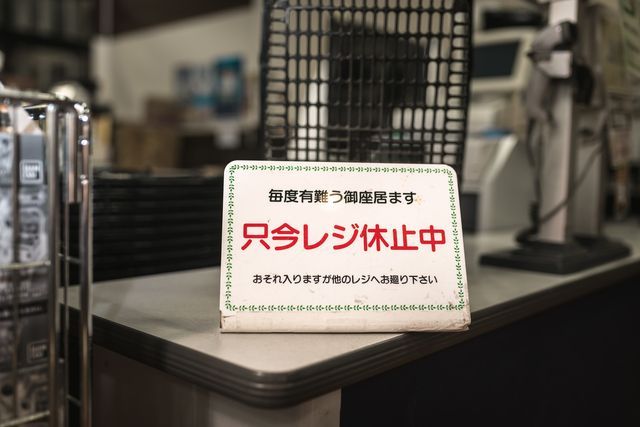 毎度有難う御座居ます
只今レジ休止中
おそれ入りますが他のレジへお廻り下さい